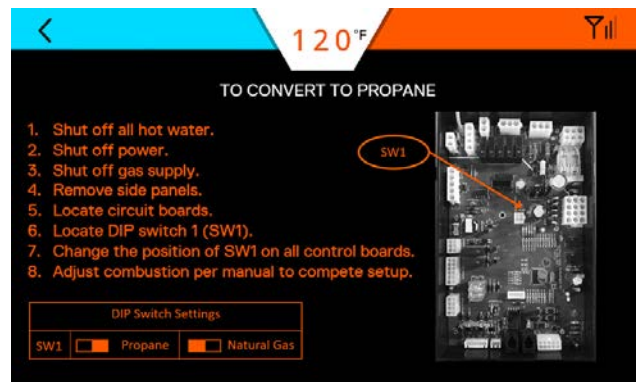 120°F
TO CONVERT TO PROPANE
1. Shut off all hot water.
2. Shut off power.
3. Shut off gas supply.
4. Remove side panels.
5. Locate circuit boards.
6. Locate DIP switch 1 (SW1).
7. Change the position of SW1 on all control boards.
8. Adjust combustion per manual to compete setup.
SW1
DIP Switch Settings
SW1 Propane Natural Gas